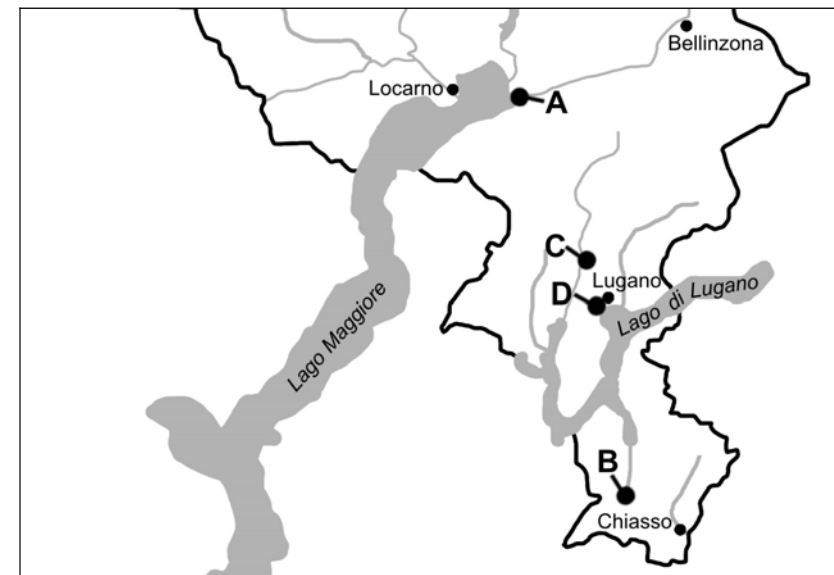 Bellinzona
Locarno
A
C
Lugano
D
Lago di Lugano
Lago Maggiore
B
Chiasso